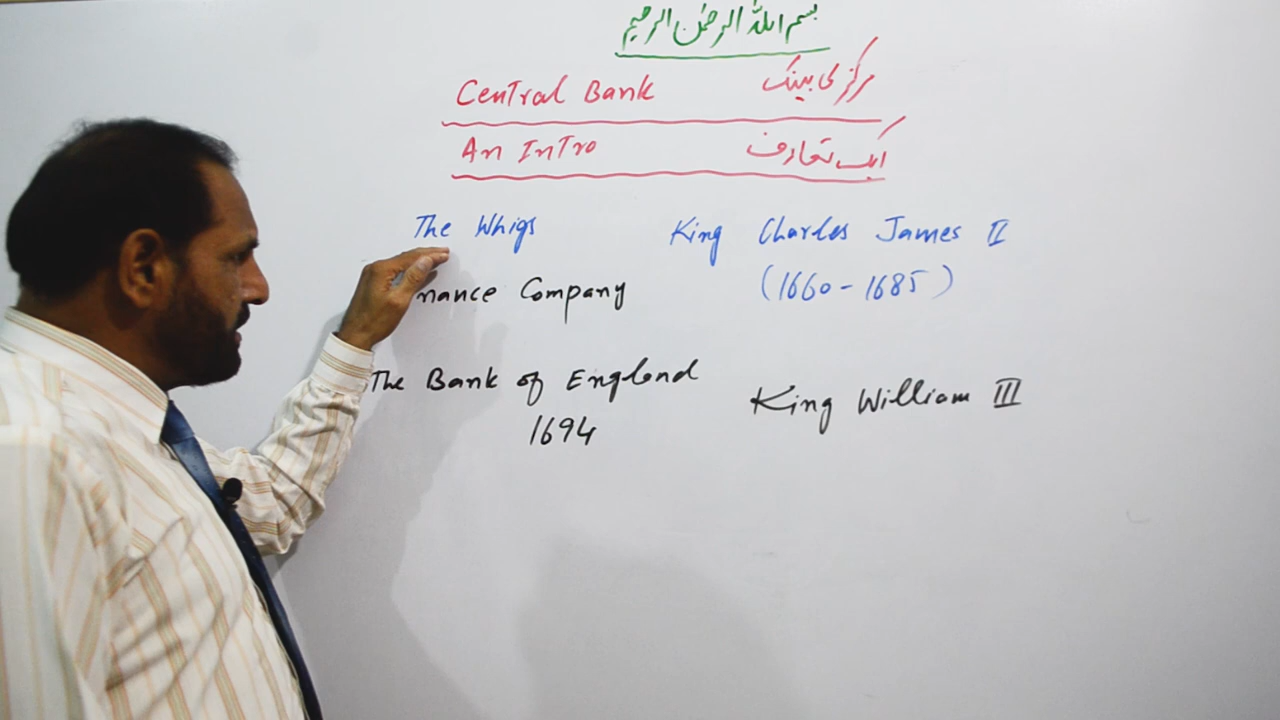 بسم اللہ الرحمٰن الرحیم
Central Bank مرکزی بینک
An Intro ایک تعارف
The Whigs King Charles James II
nance Company (1660 - 1685)
The Bank of England King William III
1694